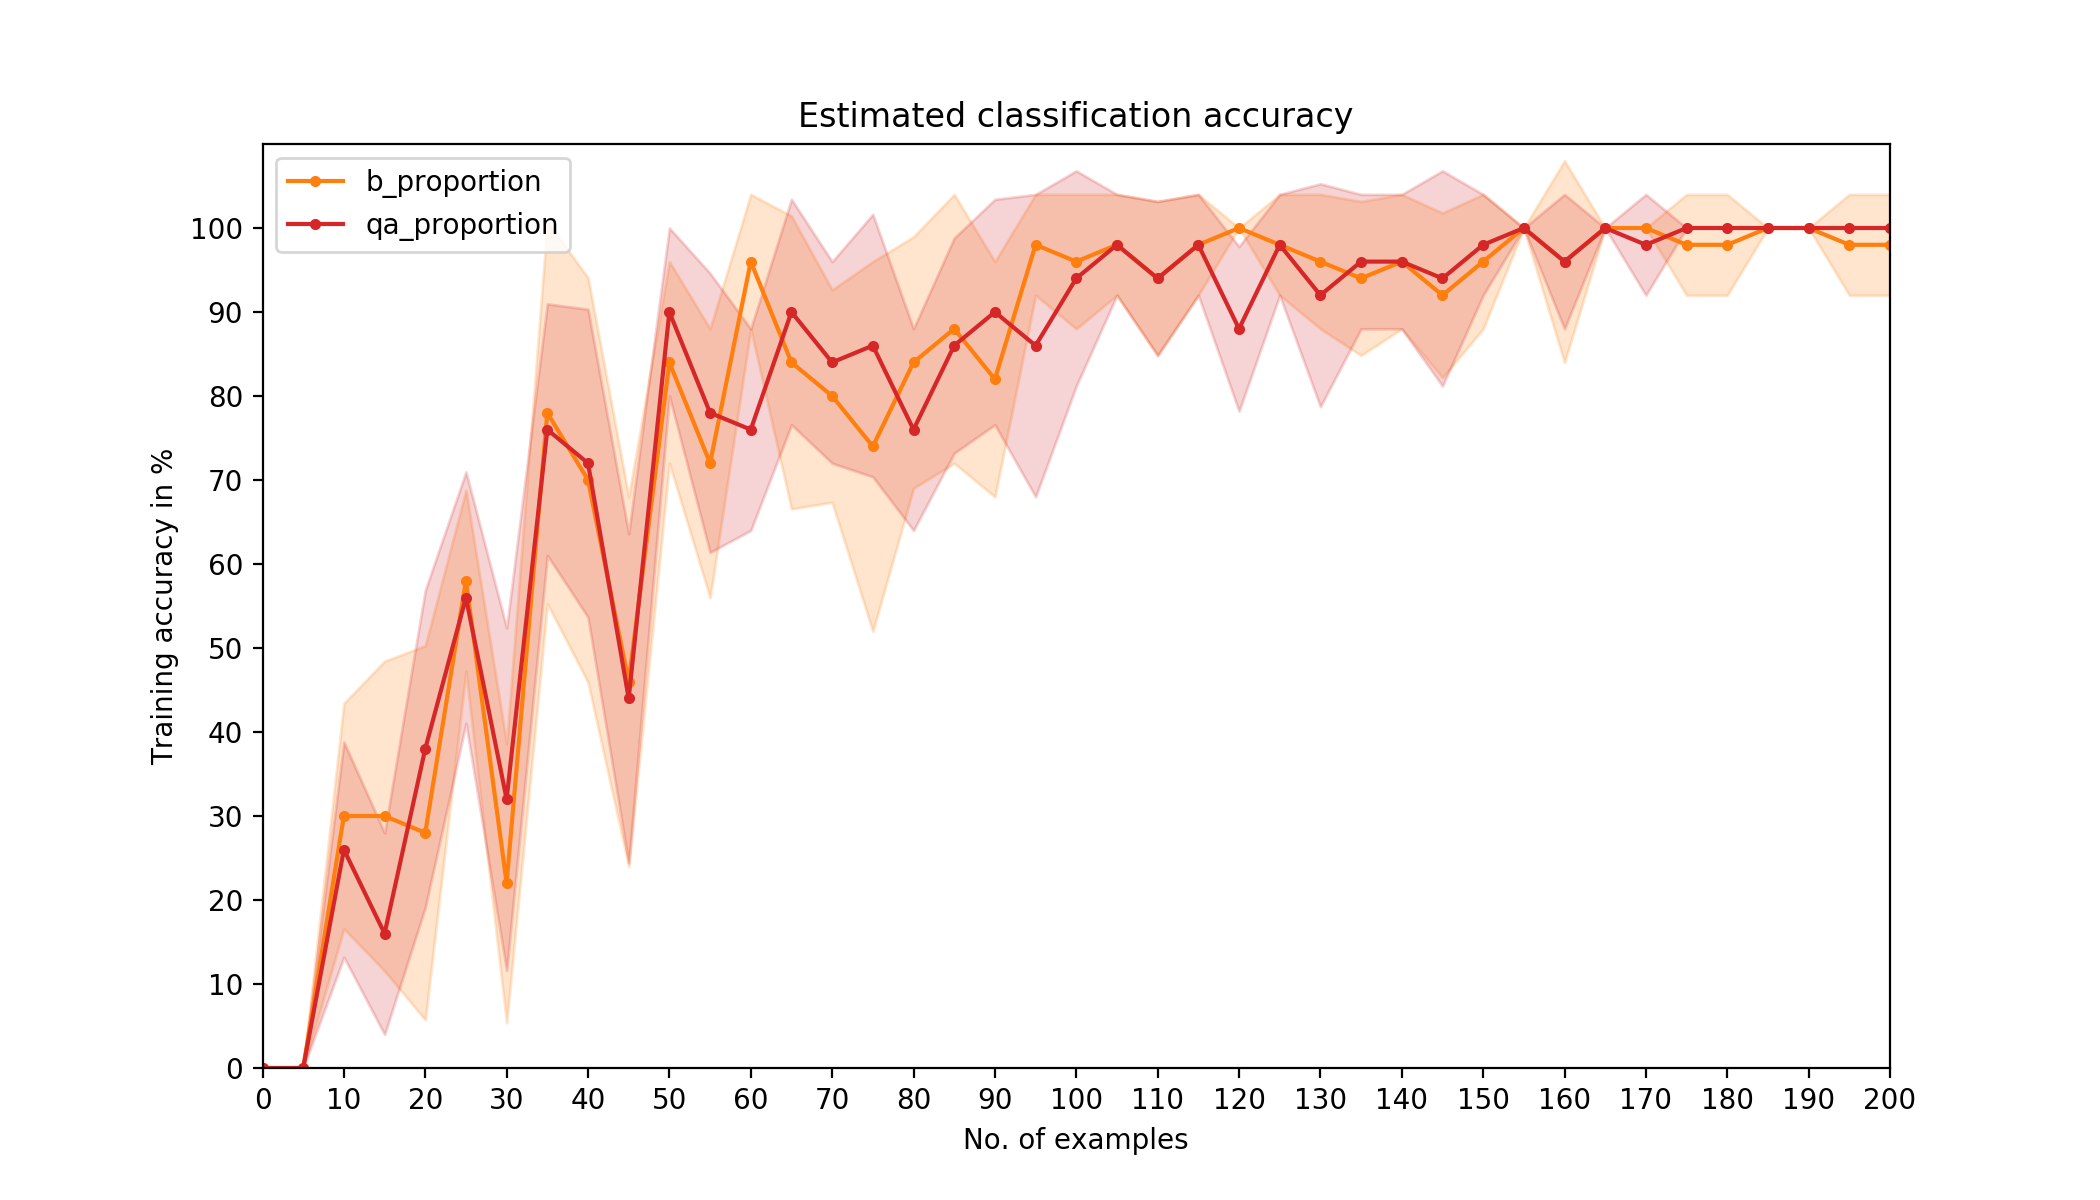 Estimated classification accuracy
b_proportion
qa_proportion
Training accuracy in %
100
90
80
70
60
50
40
30
20
10
0
0 10 20 30 40 50 60 70 80 90 100 110 120 130 140 150 160 170 180 190 200
No. of examples